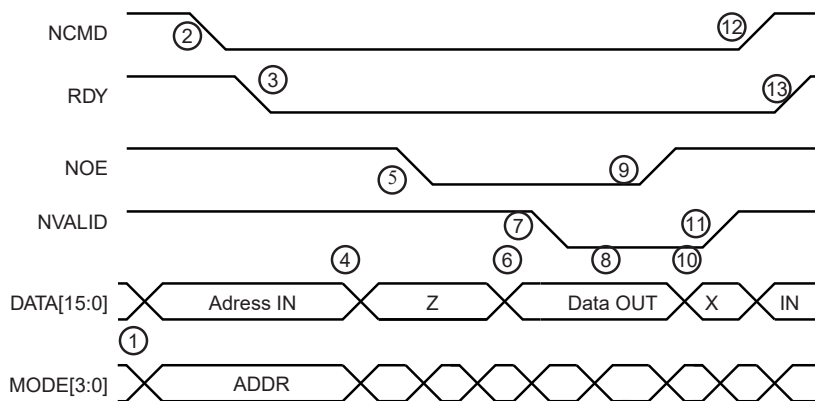 NCMD
2
12
RDY
3
13
NOE
5
9
NVALID
7
11
4
6
8
10
DATA[15:0]
Adress IN
Z
Data OUT
X
IN
1
MODE[3:0]
ADDR